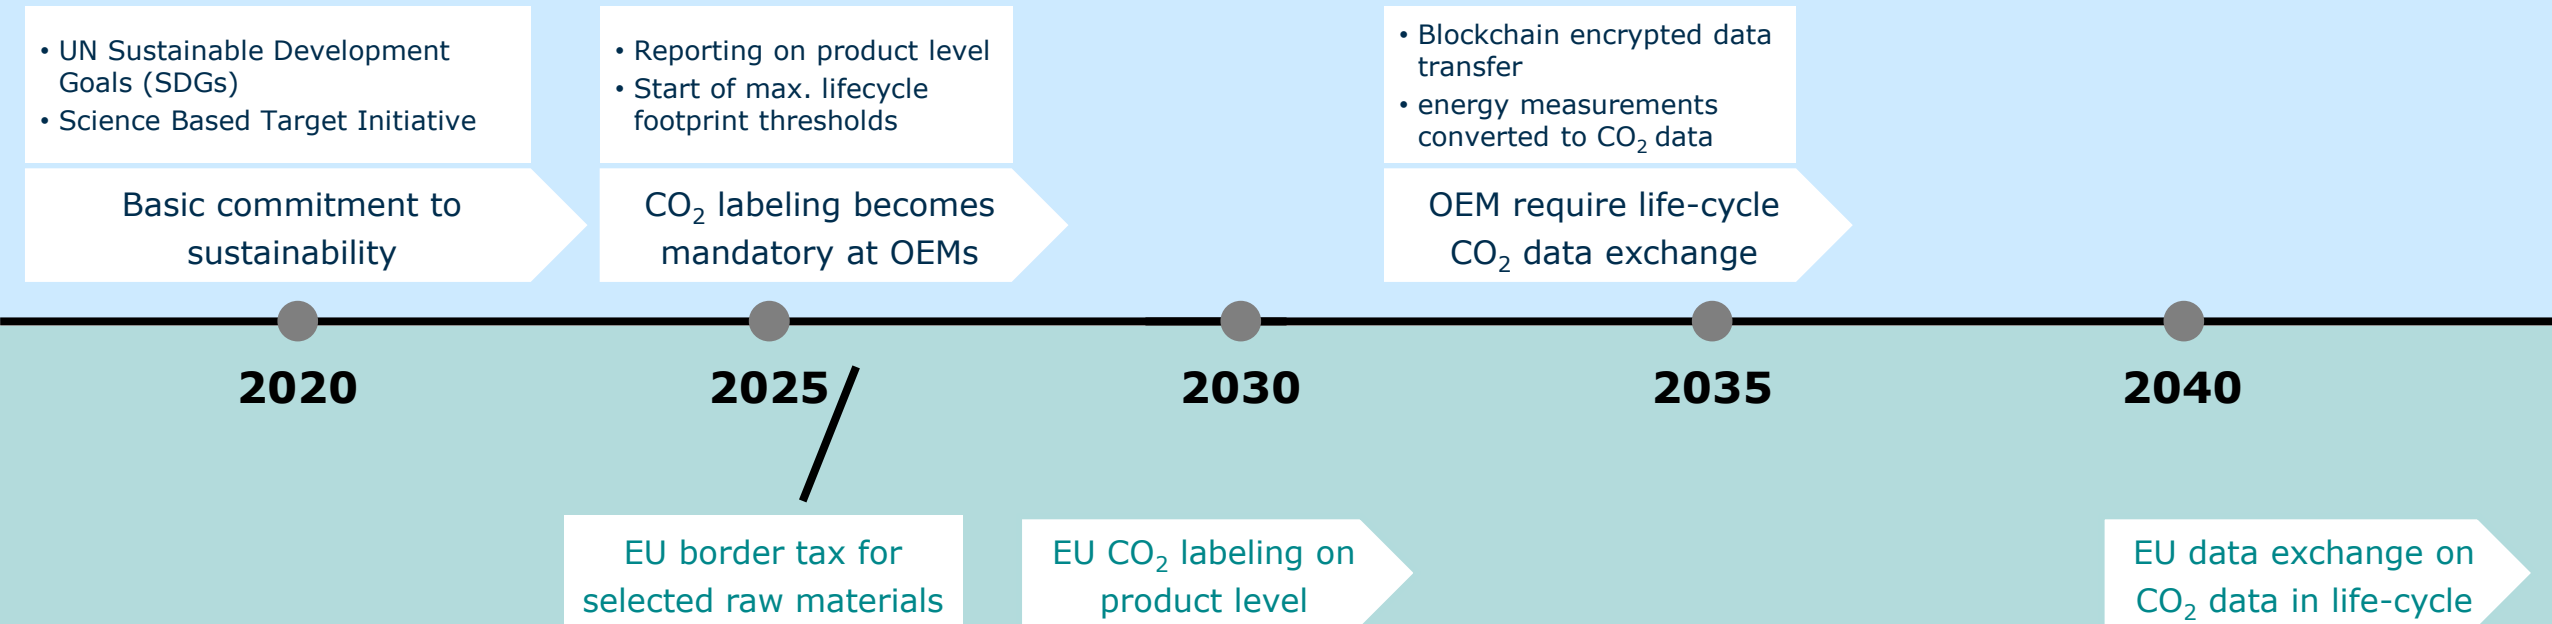 • UN Sustainable Development
Goals (SDGs)
• Science Based Target Initiative
Basic commitment to
sustainability
• Reporting on product level
• Start of max. lifecycle
footprint thresholds
CO₂ labeling becomes
mandatory at OEMs
• Blockchain encrypted data
transfer
• energy measurements
converted to CO₂ data
OEM require life-cycle
CO₂ data exchange
2020
2025
2030
2035
2040
EU border tax for
selected raw materials
EU CO₂ labeling on
product level
EU data exchange on
CO₂ data in life-cycle